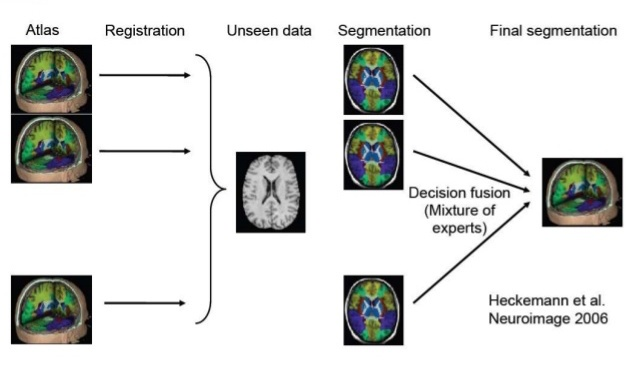 Atlas
Registration
Unseen data
Segmentation
Final segmentation
Decision fusion
(Mixture of
experts)
Heckemann et al.
Neuroimage 2006